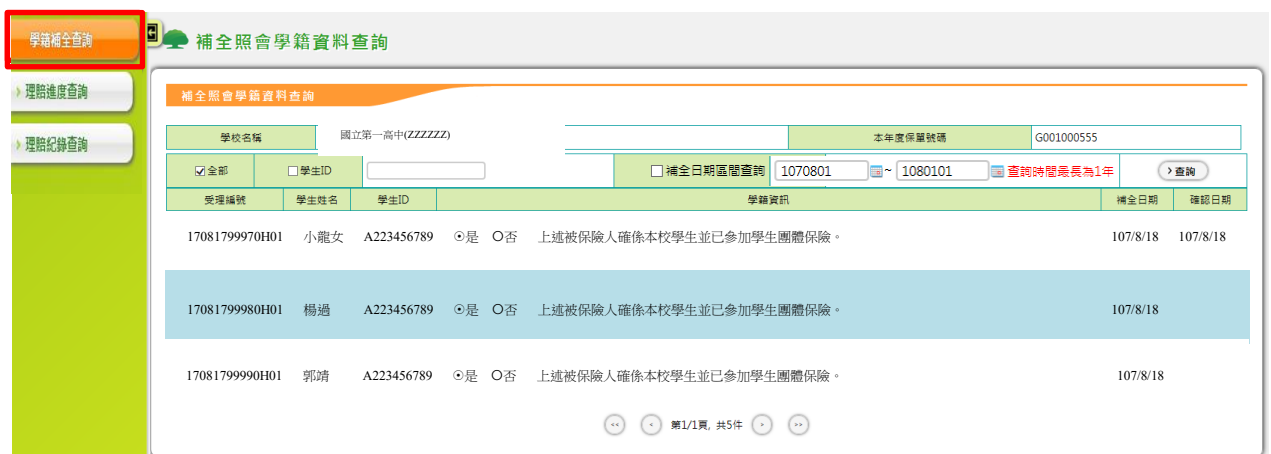 學籍補全查詢
補全照會學籍資料查詢
理賠進度查詢
補全照會學籍資料查詢
理賠紀錄查詢
學校名稱 國立第一高中(ZZZZZZ) 本年度保單號碼 G001000555
全部 學生ID 補全日期區間查詢 1070801 ~ 1080101 查詢時間最長為1年 查詢
受理編號 學生姓名 學生ID 學籍資訊 補全日期 確認日期
17081799970H01 小龍女 A223456789 是 否 上述被保險人確係本校學生並已參加學生團體保險。 107/8/18 107/8/18
17081799980H01 楊過 A223456789 是 否 上述被保險人確係本校學生並已參加學生團體保險。 107/8/18
17081799990H01 郭靖 A223456789 是 否 上述被保險人確係本校學生並已參加學生團體保險。 107/8/18
第1/1頁, 共5件